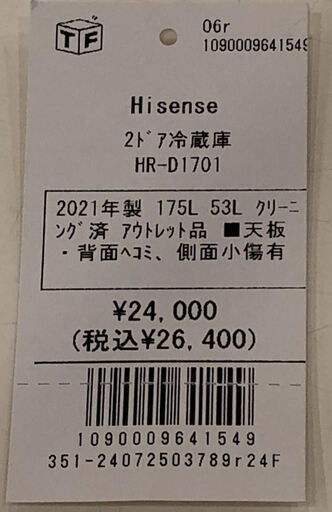 TF
06r
1090009641549
Hisense
2ﾄﾞｱ冷蔵庫
HR-D1701
2021年製 175L 53L ｸﾘｰﾆ
ﾝｸﾞ済 ｱｳﾄﾚｯﾄ品 ■天板
・背面ﾍｺﾐ、側面小傷有
¥24,000
(税込¥26,400)
1090009641549
351-24072503789r24F